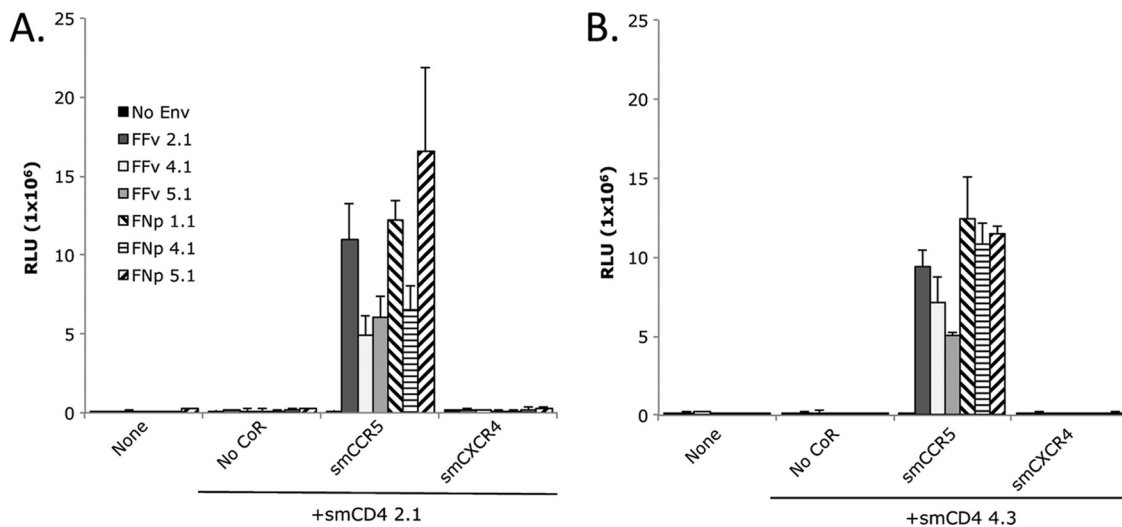 A.
25
20
15
10
5
0
RLU (1x10⁶)
No Env
FFv 2.1
FFv 4.1
FFv 5.1
FNp 1.1
FNp 4.1
FNp 5.1
None
No CoR
smCCR5
smCXCR4
+smCD4 2.1
B.
25
20
15
10
5
0
RLU (1x10⁶)
None
No CoR
smCCR5
smCXCR4
+smCD4 4.3